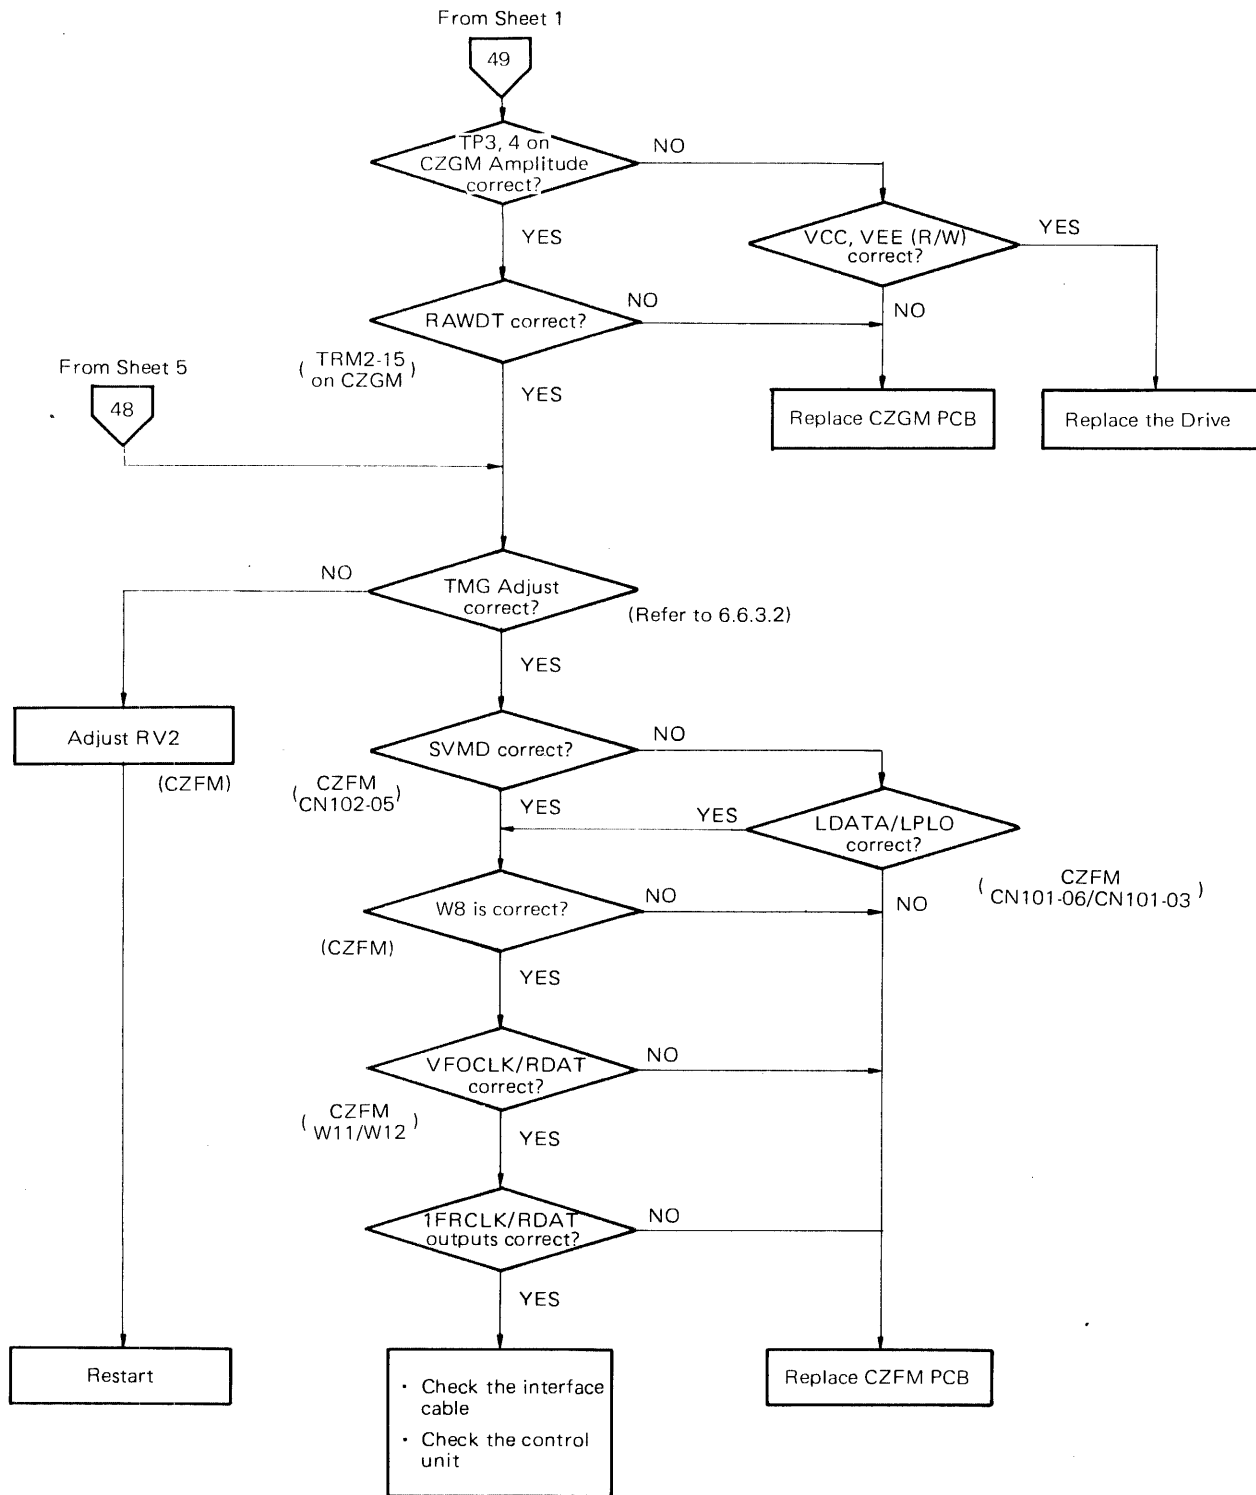 From Sheet 1
49
TP3, 4 on
CZGM Amplitude
correct?
NO
YES
VCC, VEE (R/W)
correct?
YES
NO
RAWDT correct?
NO
( TRM2-15
on CZGM )
YES
From Sheet 5
48
Replace CZGM PCB
Replace the Drive
NO
TMG Adjust
correct?
(Refer to 6.6.3.2)
YES
Adjust RV2
(CZFM)
SVMD correct?
NO
( CZFM
CN102-05 )
YES
YES
LDATA/LPLO
correct?
( CZFM
CN101-06/CN101-03 )
NO
W8 is correct?
NO
(CZFM)
YES
VFOCLK/RDAT
correct?
NO
( CZFM
W11/W12 )
YES
1FRCLK/RDAT
outputs correct?
NO
YES
Restart
· Check the interface
cable
· Check the control
unit
Replace CZFM PCB